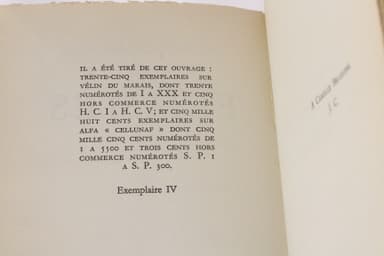 IL A ÉTÉ TIRÉ DE CET OUVRAGE :
TRENTE-CINQ EXEMPLAIRES SUR
VÉLIN DU MARAIS, DONT TRENTE
NUMÉROTÉS DE I A XXX ET CINQ
HORS COMMERCE NUMÉROTÉS
H. C. I A H. C. V; ET CINQ MILLE
HUIT CENTS EXEMPLAIRES SUR
ALFA « CELLUNAF » DONT CINQ
MILLE CINQ CENTS NUMÉROTÉS DE
1 A 5500 ET TROIS CENTS HORS
COMMERCE NUMÉROTÉS S. P. 1
A S. P. 300.
Exemplaire IV
A
J. C.